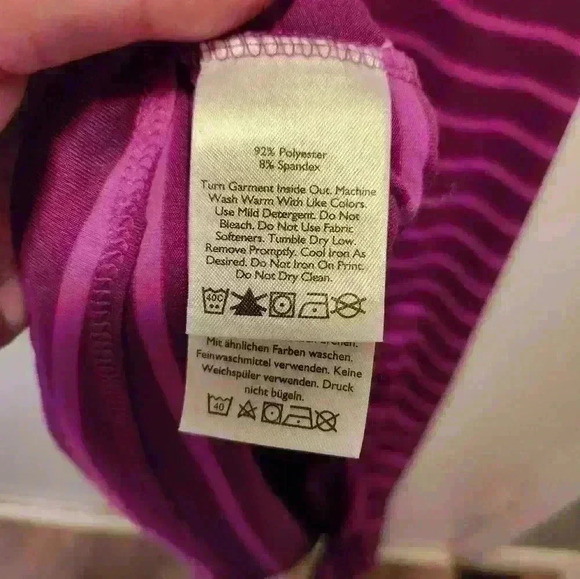 92% Polyester
8% Spandex
Turn Garment Inside Out. Machine
Wash Warm With Like Colors.
Use Mild Detergent. Do Not
Bleach. Do Not Use Fabric
Softeners. Tumble Dry Low.
Remove Promptly. Cool Iron As
Desired. Do Not Iron On Print.
Do Not Dry Clean.
40C
Mit ähnlichen Farben waschen.
Feinwaschmittel verwenden. Keine
Weichspüler verwenden. Druck
nicht bügeln.
40